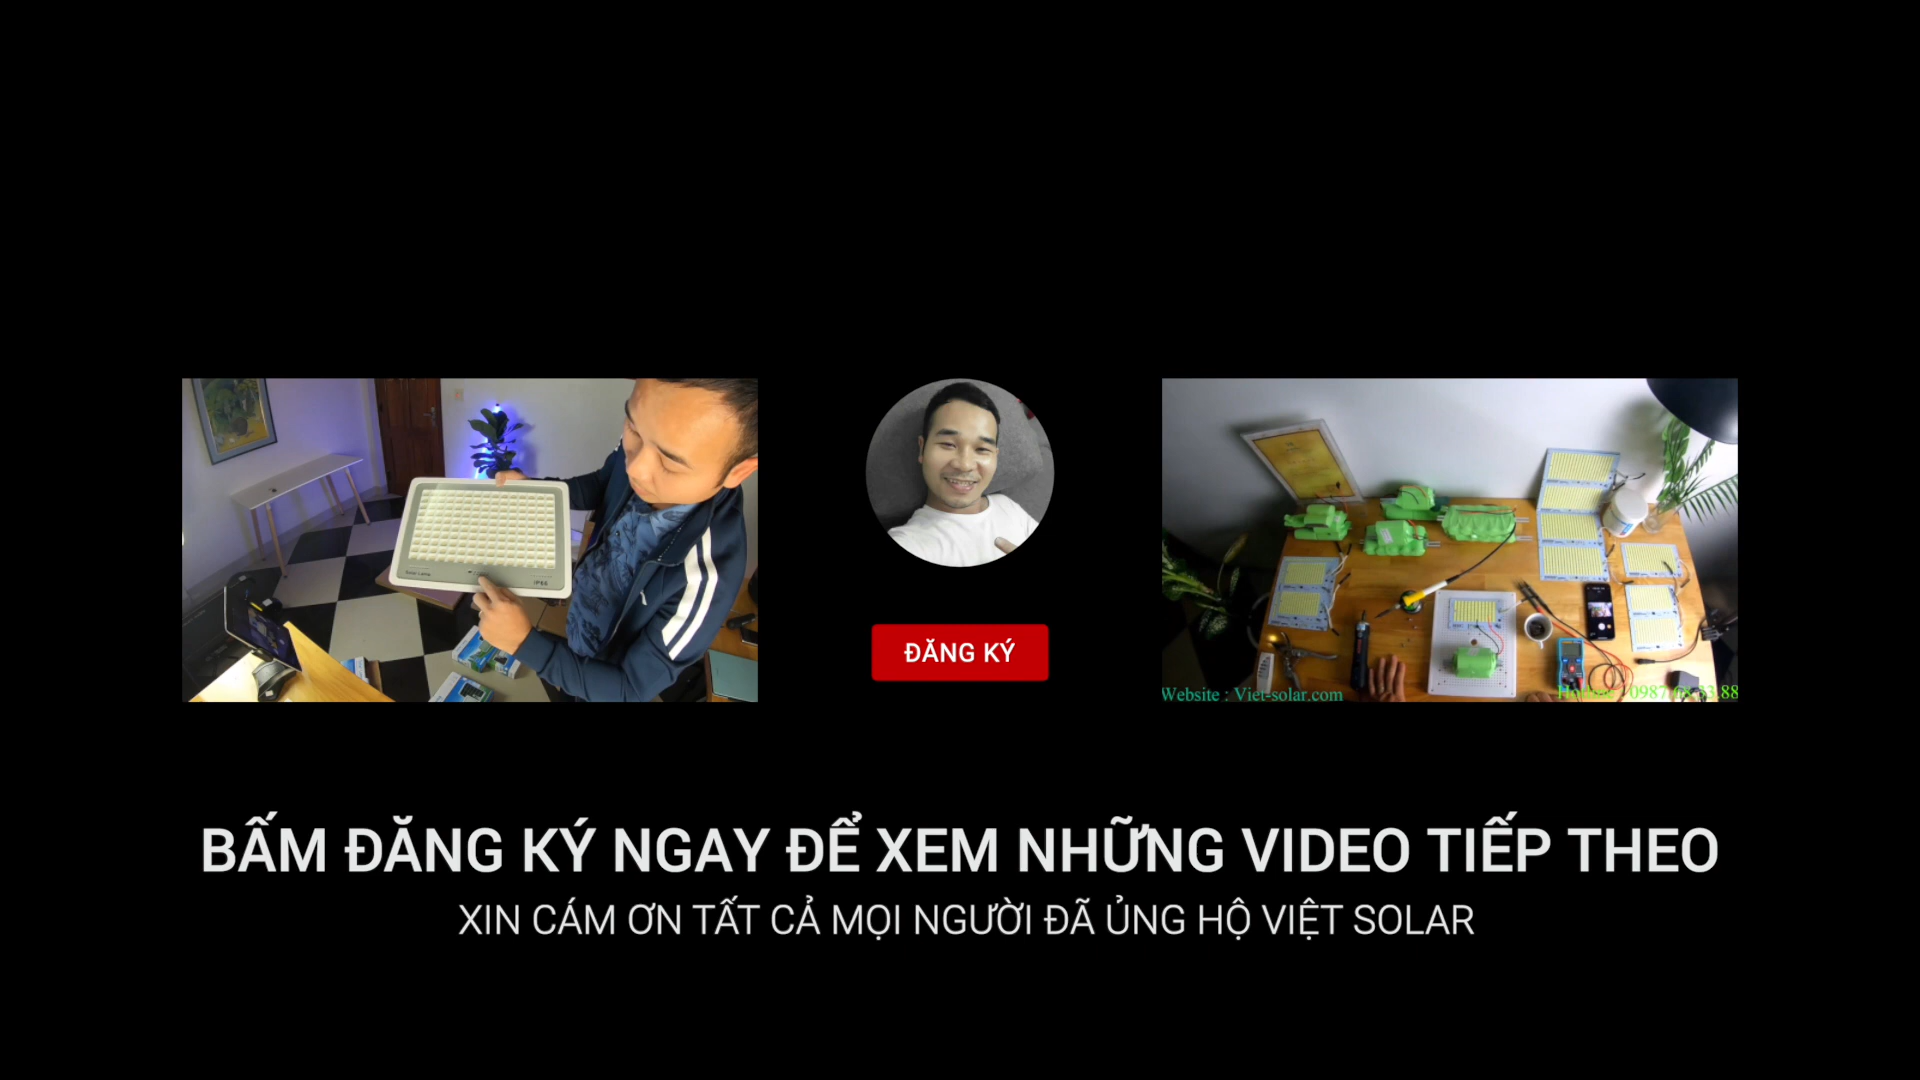 IP66
ĐĂNG KÝ
Website : Viet-solar.com
BẤM ĐĂNG KÝ NGAY ĐỂ XEM NHỮNG VIDEO TIẾP THEO
XIN CÁM ƠN TẤT CẢ MỌI NGƯỜI ĐÃ ỦNG HỘ VIỆT SOLAR